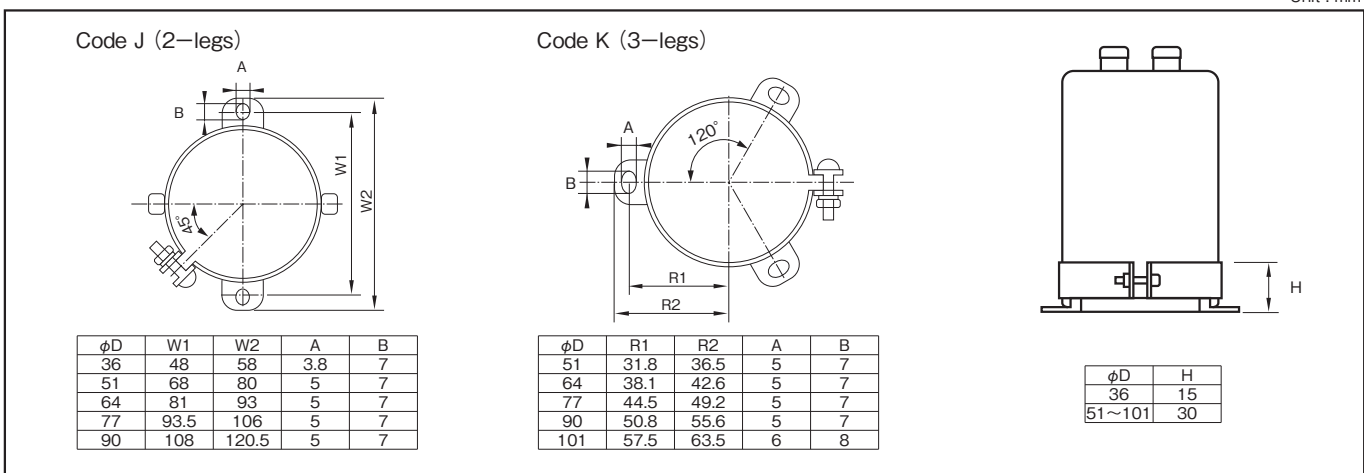 Unit : mm
Code J (2−legs)
A
B
W1
W2
45°
φD W1 W2 A B
36 48 58 3.8 7
51 68 80 5 7
64 81 93 5 7
77 93.5 106 5 7
90 108 120.5 5 7
Code K (3−legs)
120°
A
B
R1
R2
φD R1 R2 A B
51 31.8 36.5 5 7
64 38.1 42.6 5 7
77 44.5 49.2 5 7
90 50.8 55.6 5 7
101 57.5 63.5 6 8
H
φD H
36 15
51~101 30